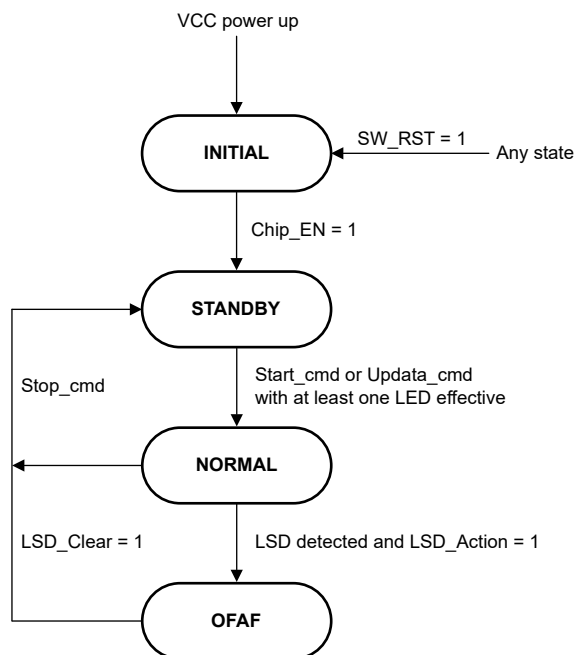 VCC power up
INITIAL
SW_RST = 1
Any state
Chip_EN = 1
STANDBY
Stop_cmd
Start_cmd or Updata_cmd
with at least one LED effective
NORMAL
LSD_Clear = 1
LSD detected and LSD_Action = 1
OFAF